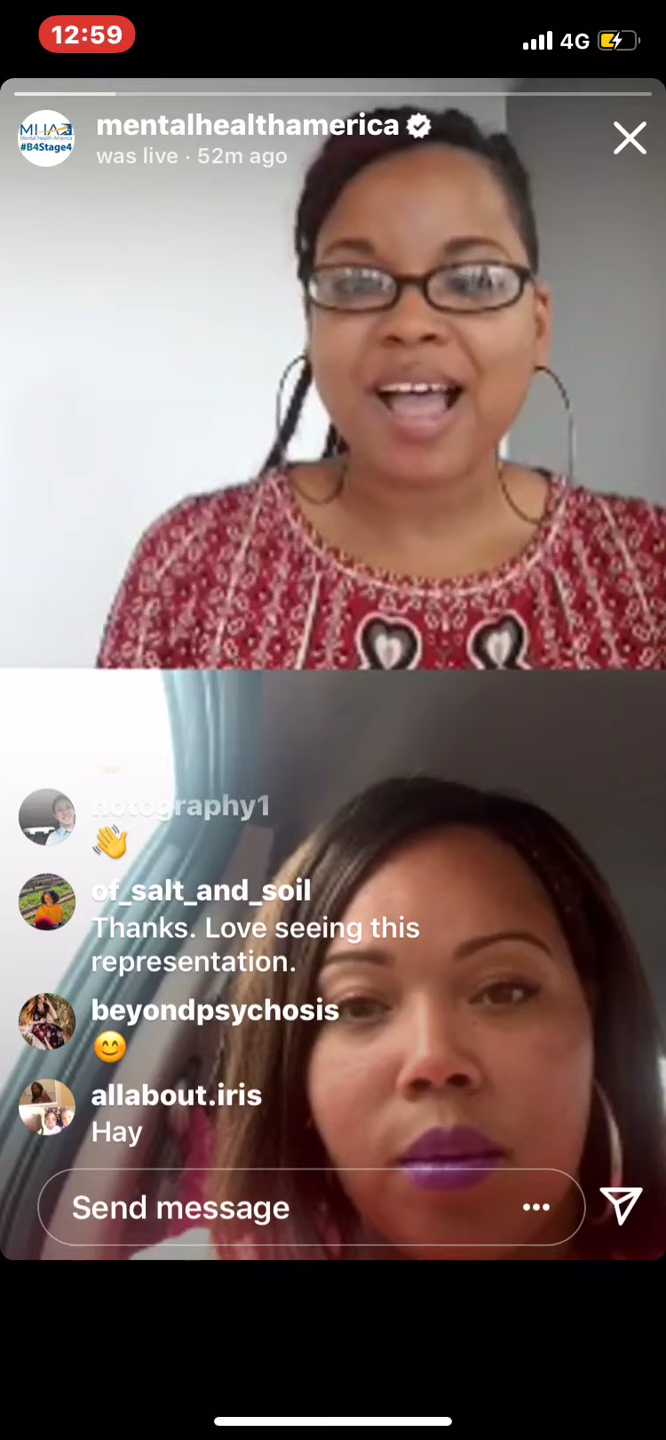 12:59
4G
mentalhealthamerica
was live · 52m ago
MHA
Mental Health America
#B4Stage4
notography1
👋
of_salt_and_soil
Thanks. Love seeing this
representation.
beyondpsychosis
😊
allabout.iris
Hay
Send message